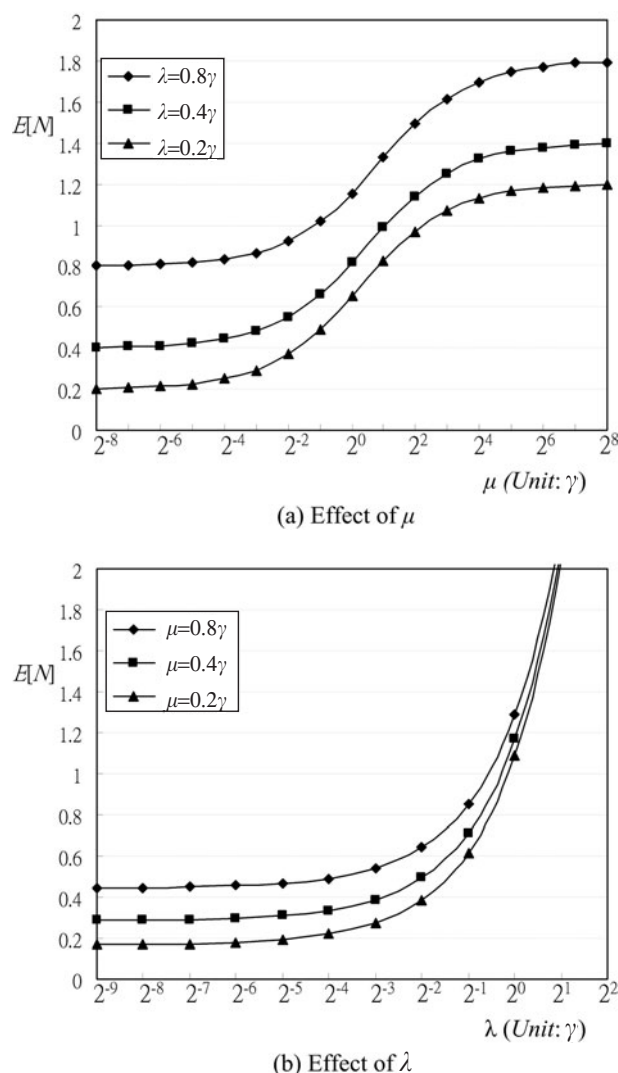 2
1.8
1.6
E[N]
1.4
1.2
1
0.8
0.6
0.4
0.2
0
λ=0.8γ
λ=0.4γ
λ=0.2γ
2⁻⁸ 2⁻⁶ 2⁻⁴ 2⁻² 2⁰ 2² 2⁴ 2⁶ 2⁸
μ (Unit: γ)
(a) Effect of μ
2
1.8
1.6
E[N]
1.4
1.2
1
0.8
0.6
0.4
0.2
0
μ=0.8γ
μ=0.4γ
μ=0.2γ
2⁻⁹ 2⁻⁸ 2⁻⁷ 2⁻⁶ 2⁻⁵ 2⁻⁴ 2⁻³ 2⁻² 2⁻¹ 2⁰ 2¹ 2²
λ (Unit: γ)
(b) Effect of λ